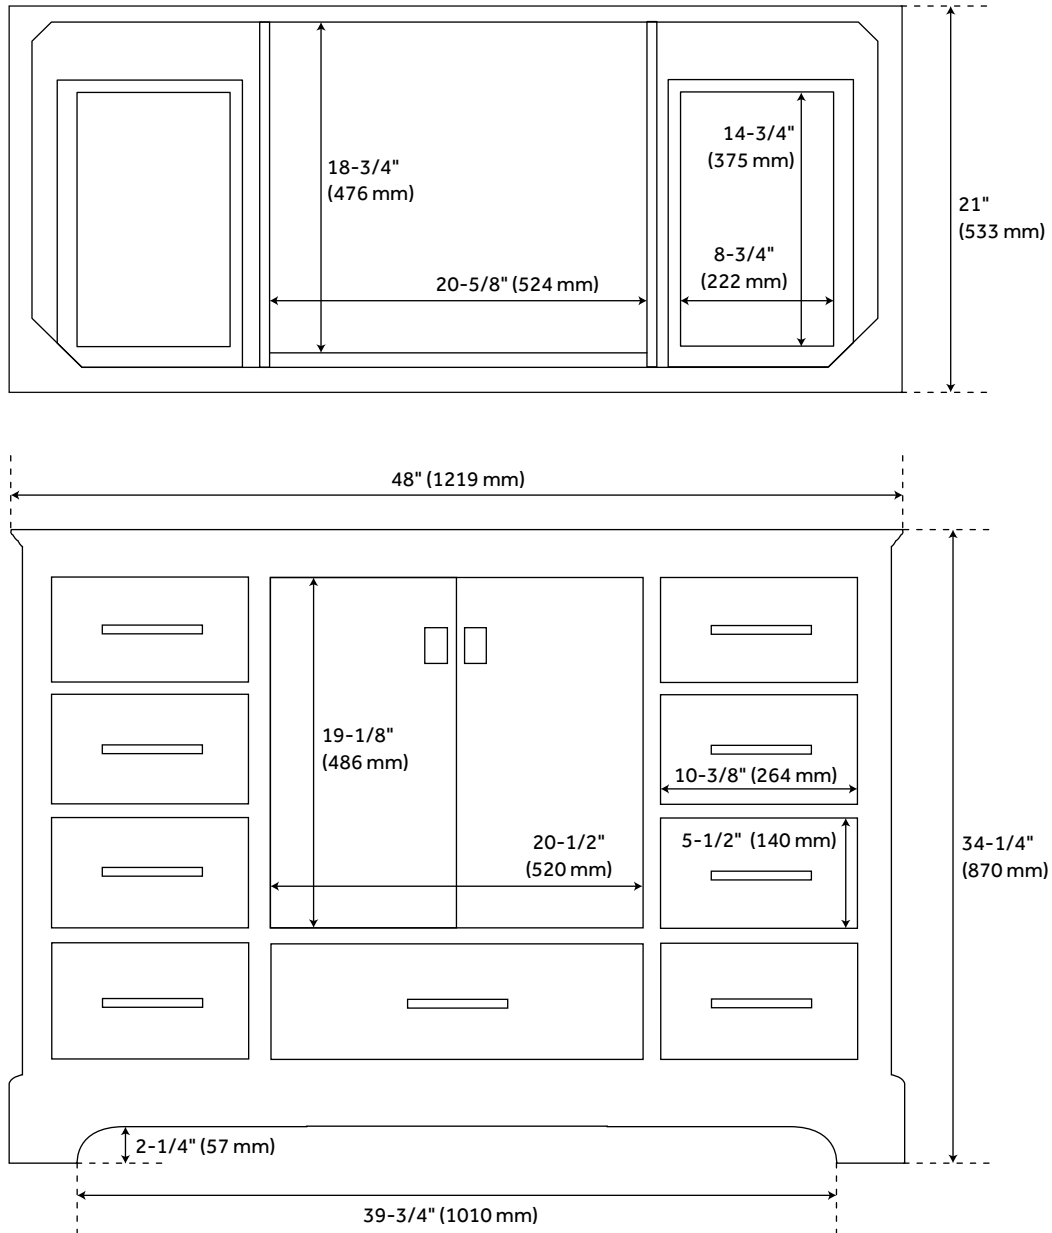 18-3/4"
(476 mm)
14-3/4"
(375 mm)
21"
(533 mm)
8-3/4"
(222 mm)
20-5/8" (524 mm)
48" (1219 mm)
19-1/8"
(486 mm)
10-3/8" (264 mm)
20-1/2"
(520 mm)
5-1/2" (140 mm)
34-1/4"
(870 mm)
2-1/4" (57 mm)
39-3/4" (1010 mm)